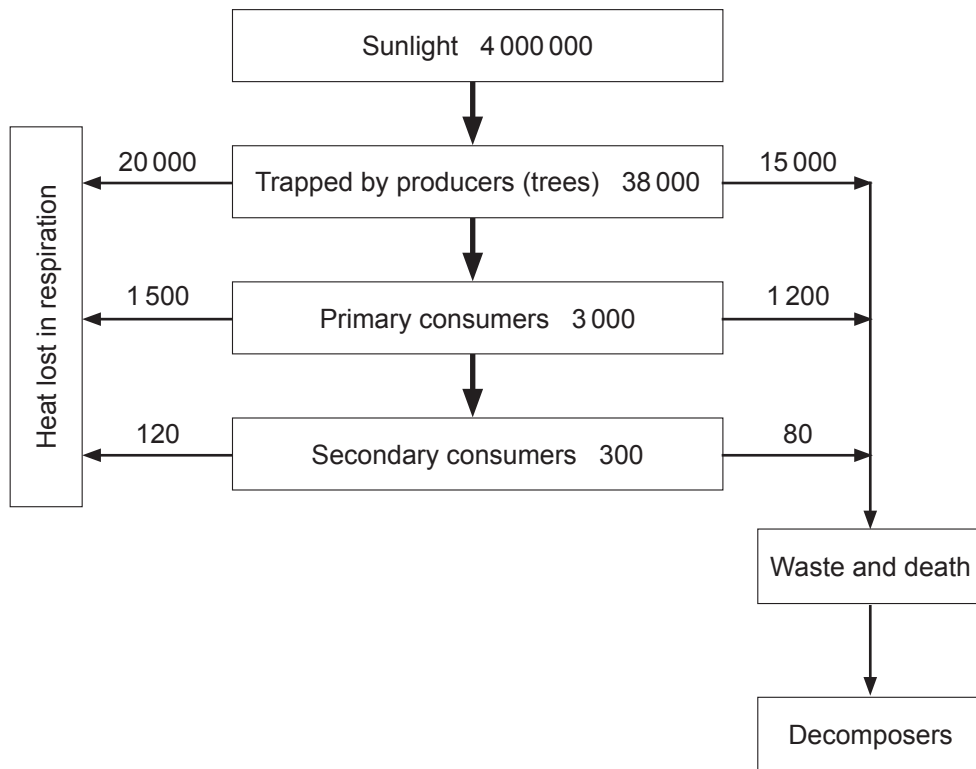 Sunlight 4 000 000
20 000
Trapped by producers (trees) 38 000
15 000
Heat lost in respiration
1 500
Primary consumers 3 000
1 200
120
Secondary consumers 300
80
Waste and death
Decomposers